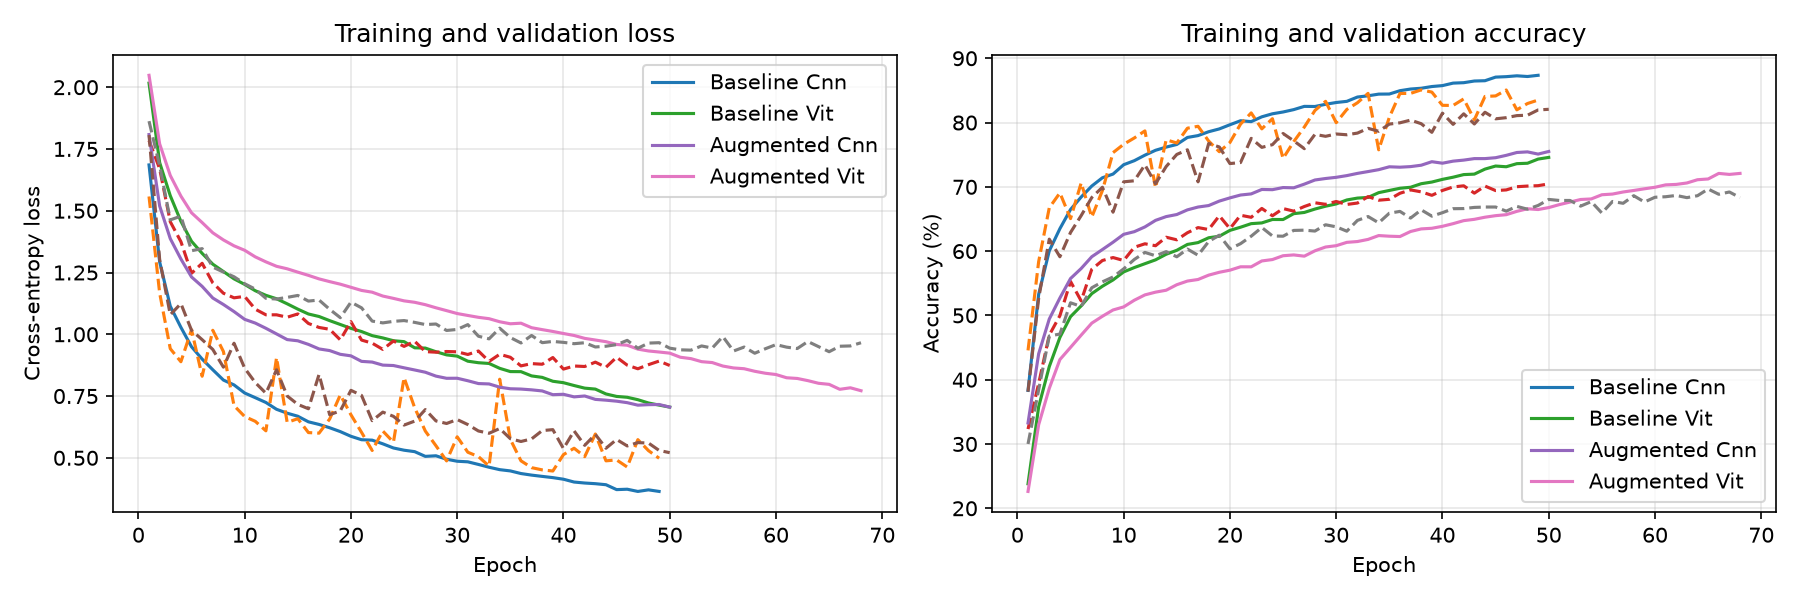 Training and validation loss
2.00
1.75
1.50
1.25
1.00
0.75
0.50
Cross-entropy loss
Baseline Cnn
Baseline Vit
Augmented Cnn
Augmented Vit
0 10 20 30 40 50 60 70
Epoch
Training and validation accuracy
90
80
70
60
50
40
30
20
Accuracy (%)
Baseline Cnn
Baseline Vit
Augmented Cnn
Augmented Vit
0 10 20 30 40 50 60 70
Epoch